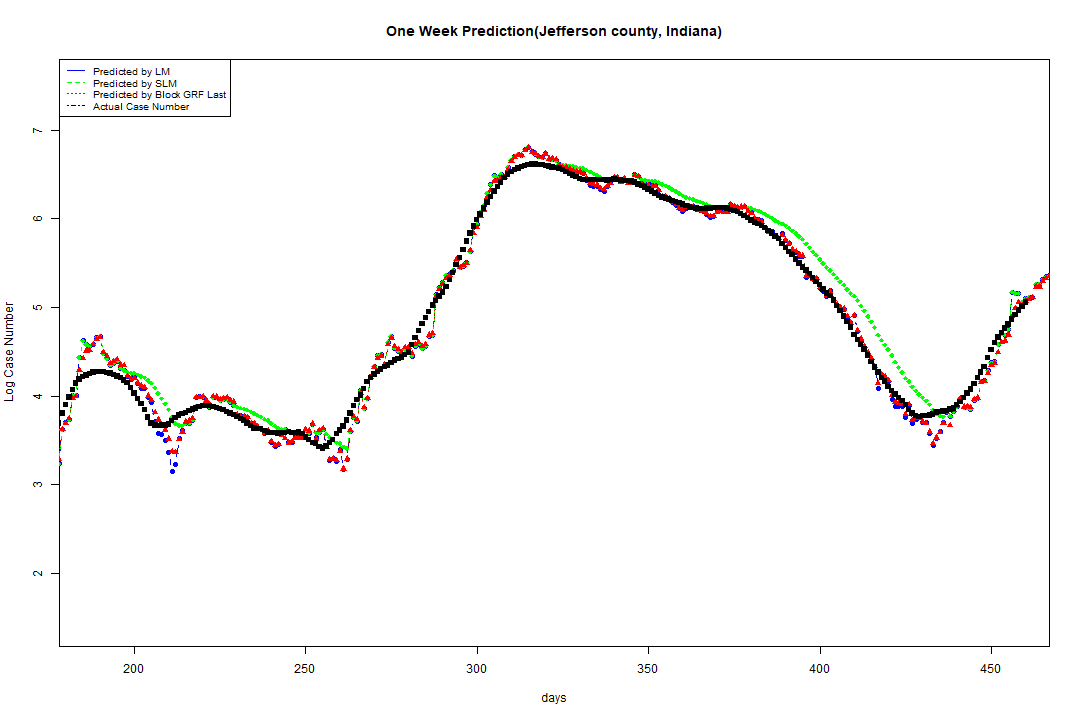 One Week Prediction(Jefferson county, Indiana)
Predicted by LM
Predicted by SLM
Predicted by Block GRF Last
Actual Case Number
7
6
5
4
3
2
Log Case Number
200 250 300 350 400 450
days